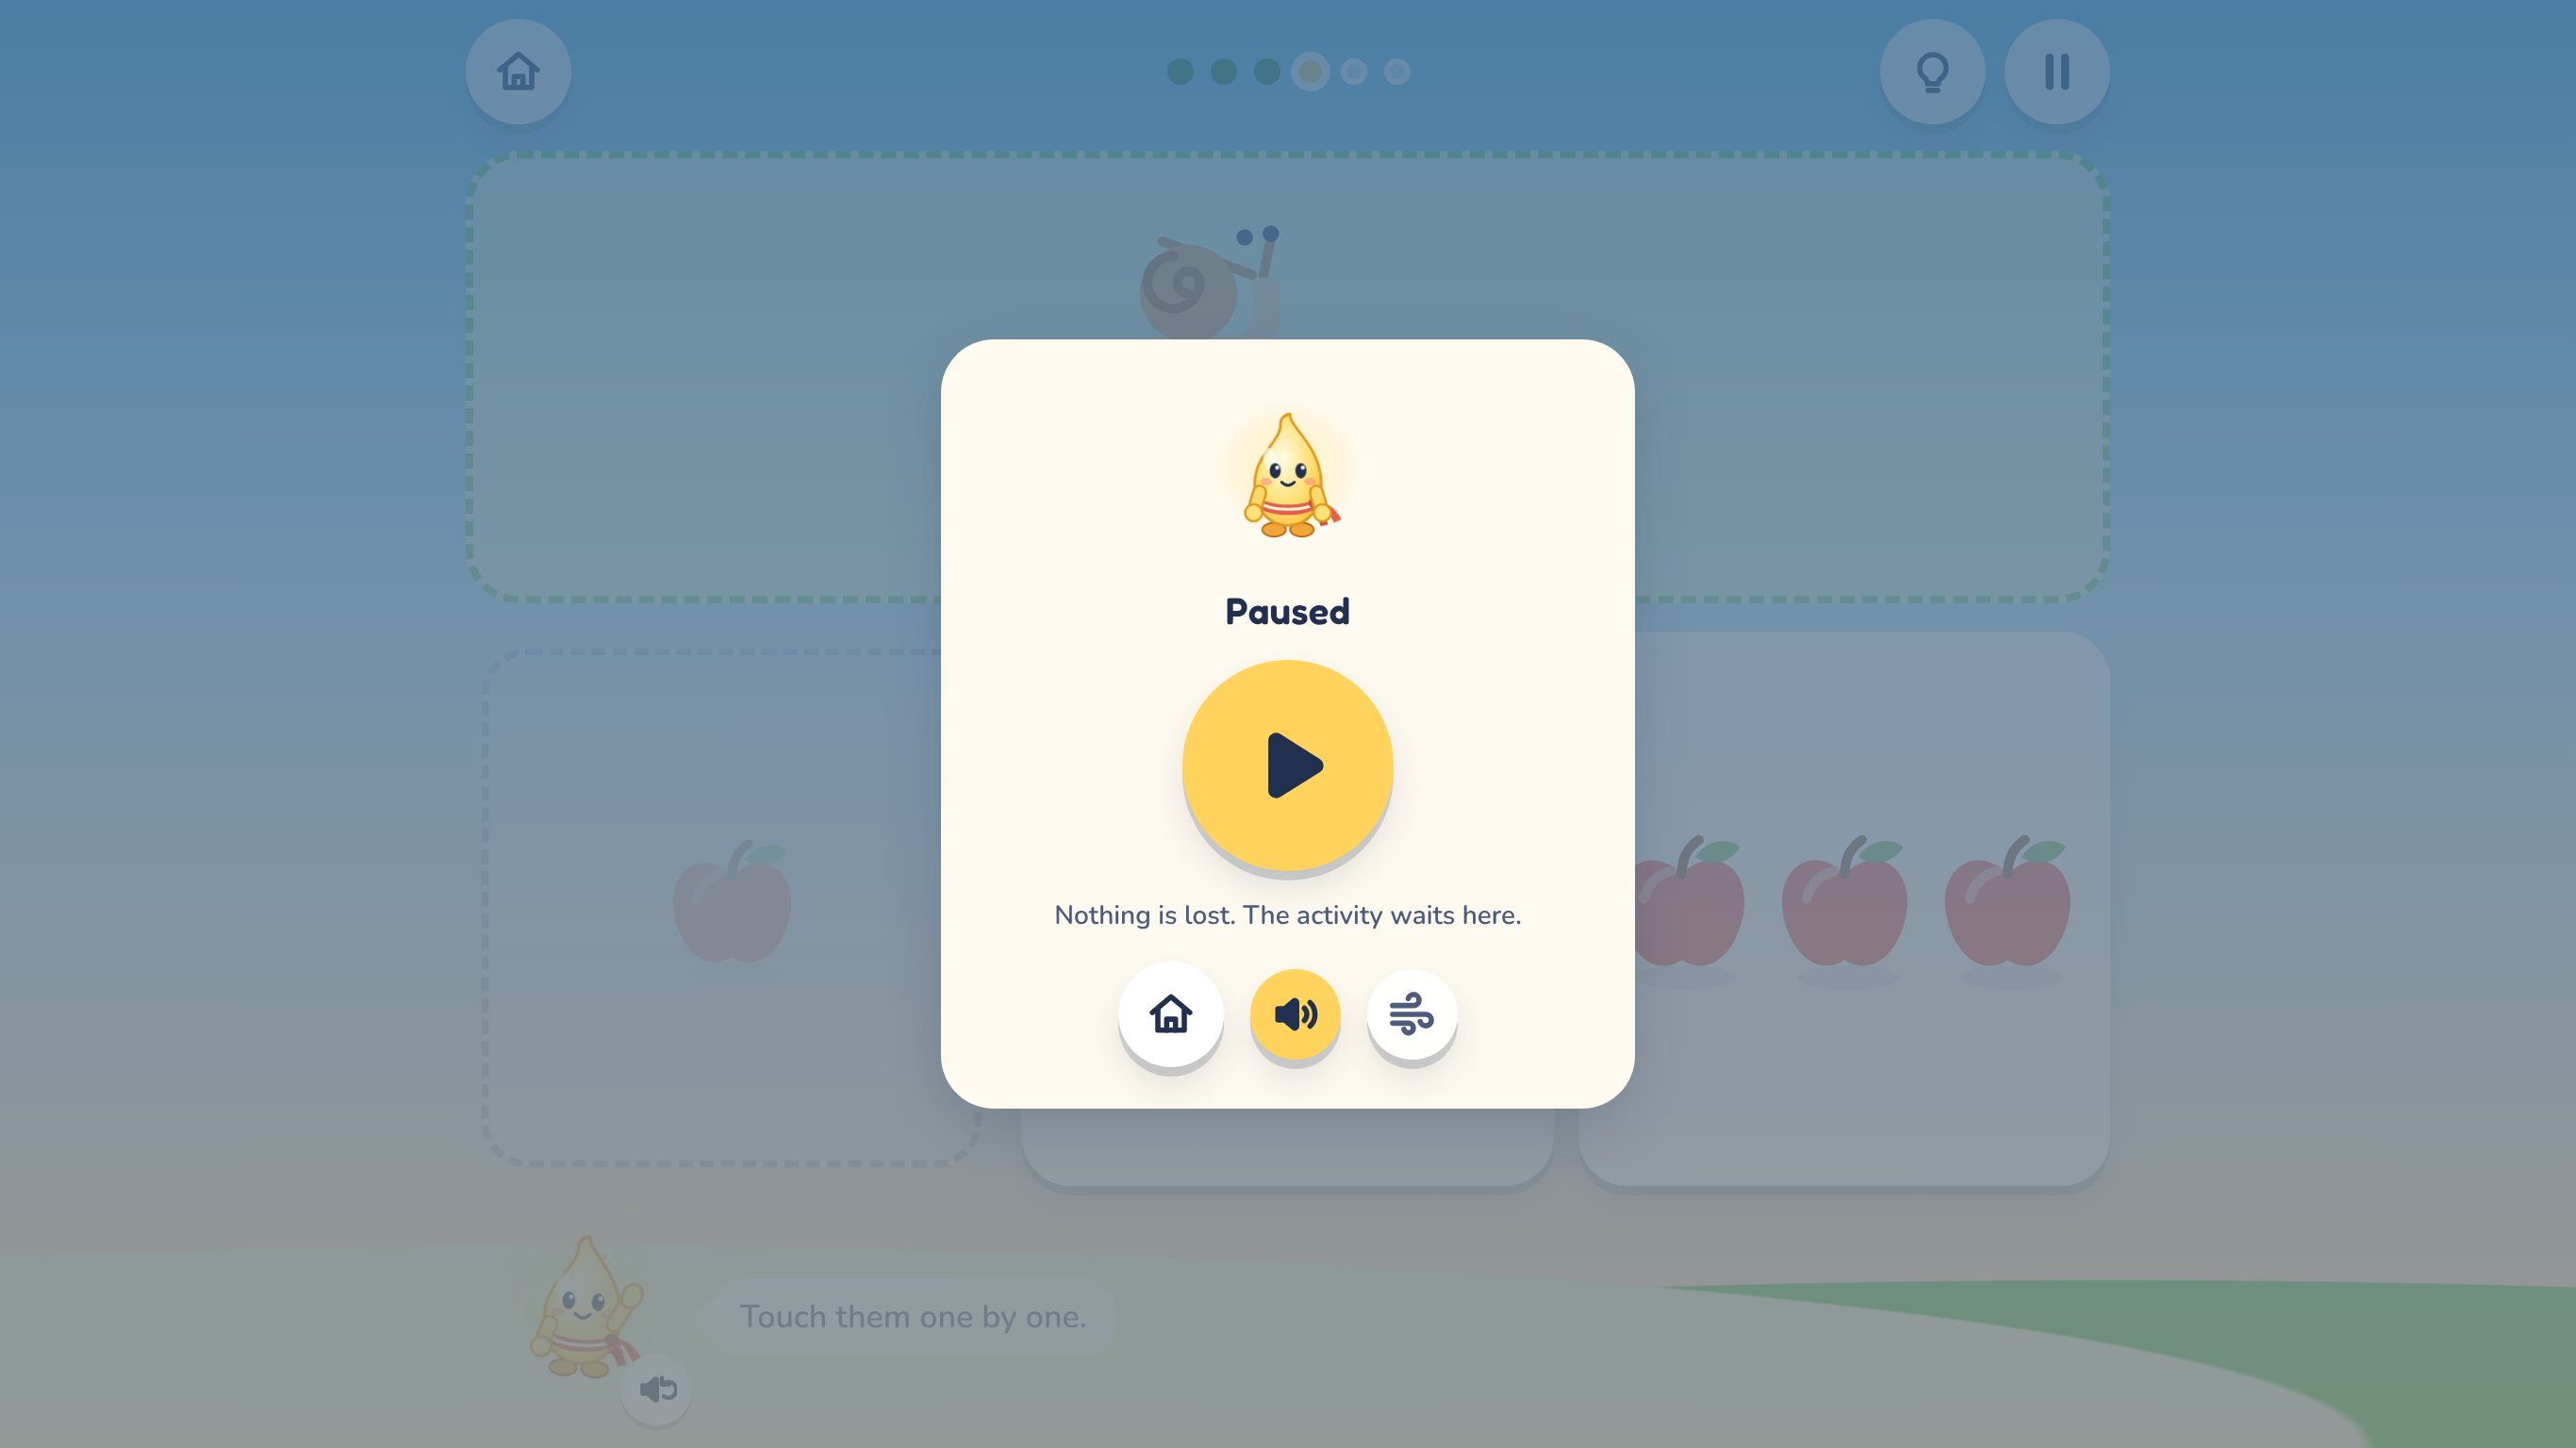 Paused
Nothing is lost. The activity waits here.
Touch them one by one.